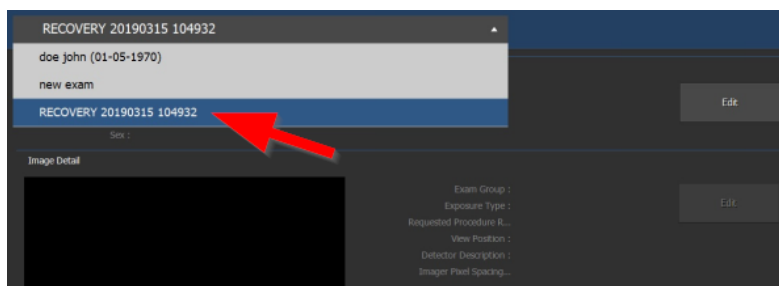 RECOVERY 20190315 104932
doe john (01-05-1970)
new exam
RECOVERY 20190315 104932
Edit
Sex :
Image Detail
Exam Group :
Edit
Exposure Type :
Requested Procedure R...
View Position :
Detector Description :
Imager Pixel Spacing...